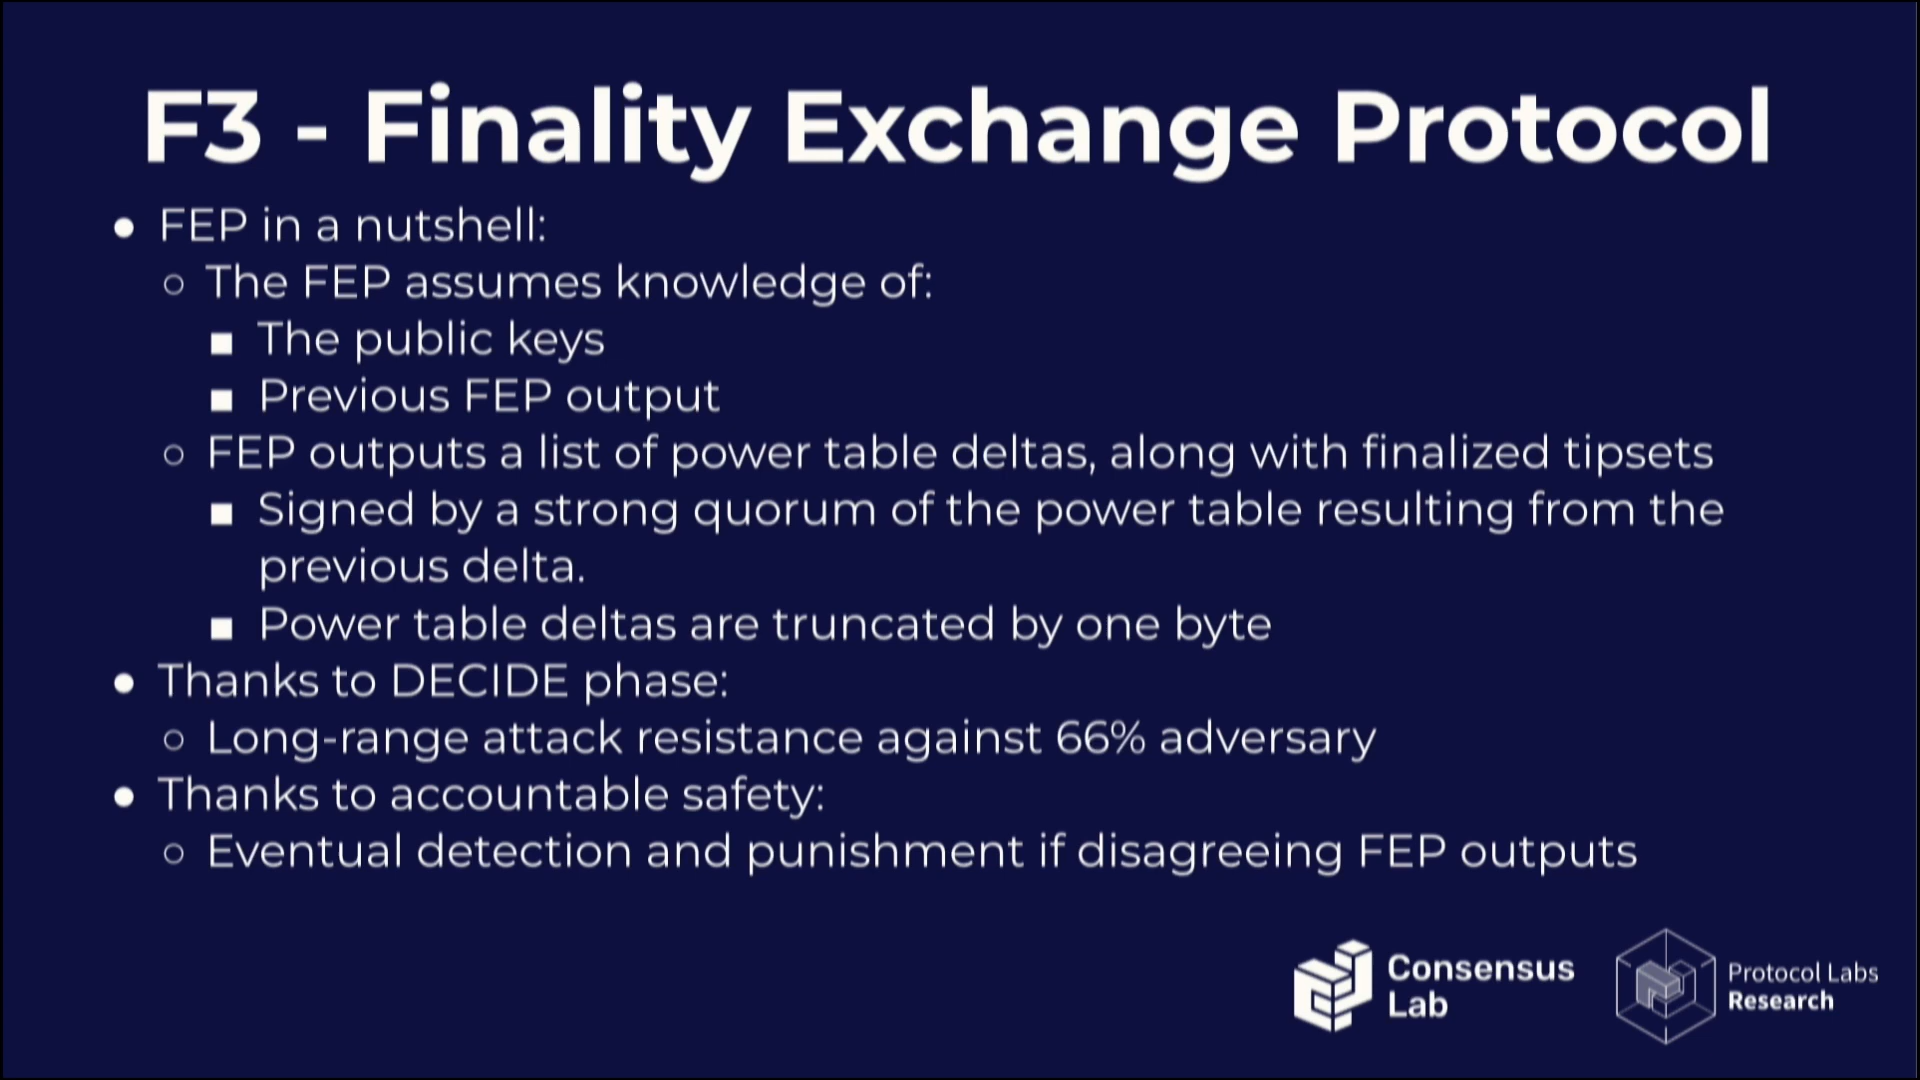 F3 - Finality Exchange Protocol
● FEP in a nutshell:
○ The FEP assumes knowledge of:
■ The public keys
■ Previous FEP output
○ FEP outputs a list of power table deltas, along with finalized tipsets
■ Signed by a strong quorum of the power table resulting from the
previous delta.
■ Power table deltas are truncated by one byte
● Thanks to DECIDE phase:
○ Long-range attack resistance against 66% adversary
● Thanks to accountable safety:
○ Eventual detection and punishment if disagreeing FEP outputs
Consensus
Lab
Protocol Labs
Research